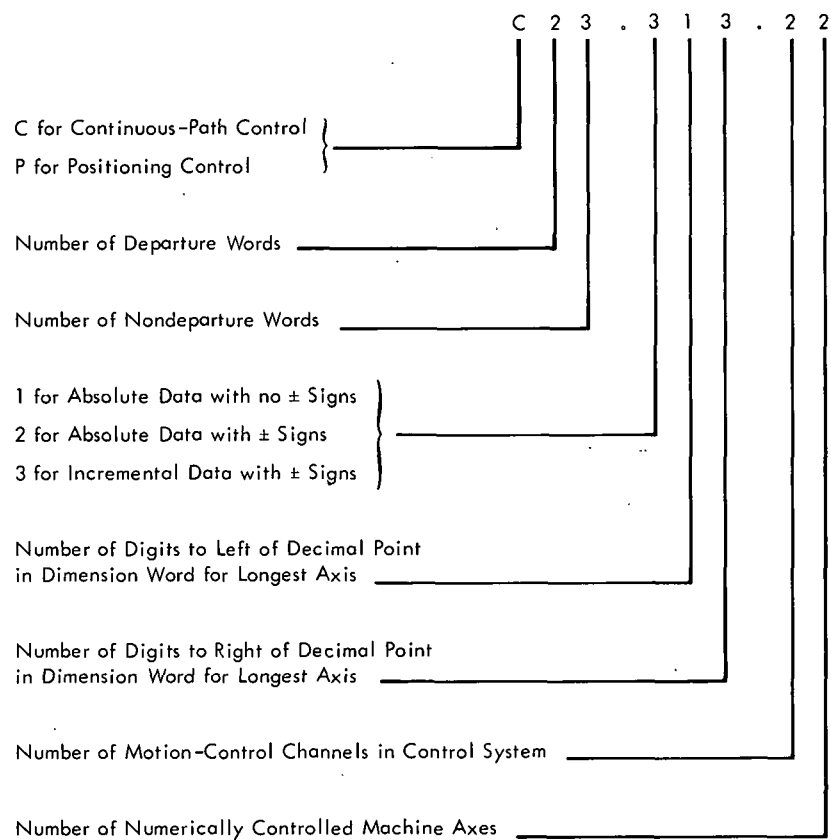 C 2 3 . 3 1 3 . 2 2
C for Continuous-Path Control
P for Positioning Control
Number of Departure Words
Number of Nondeparture Words
1 for Absolute Data with no ± Signs
2 for Absolute Data with ± Signs
3 for Incremental Data with ± Signs
Number of Digits to Left of Decimal Point
in Dimension Word for Longest Axis
Number of Digits to Right of Decimal Point
in Dimension Word for Longest Axis
Number of Motion-Control Channels in Control System
Number of Numerically Controlled Machine Axes